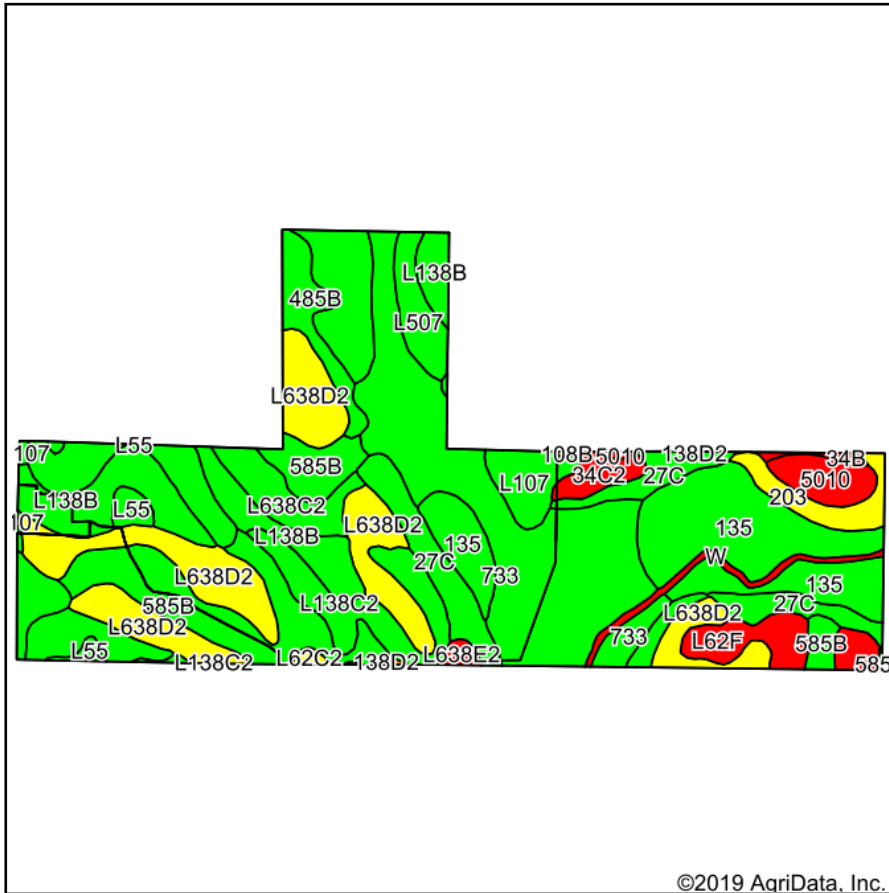 L138B
485B
L507
L638D2
L55
107
585B
108B
5010
138D2
34B
34C2
27C
5010
L107
203
L638C2
L138B
L55
107
L638D2
L138B
135
135
27C
W
733
L638D2
135
585B
L138C2
27C
L638D2
L638D2
733
L62F
585B
L55
L138C2
L62C2
138D2
L638E2
585
©2019 AgriData, Inc.